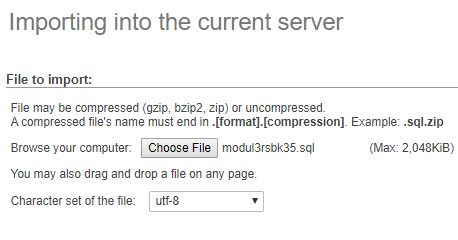 Importing into the current server
File to import:
File may be compressed (gzip, bzip2, zip) or uncompressed.
A compressed file's name must end in .[format].[compression]. Example: .sql.zip
Browse your computer: Choose File modul3rsbk35.sql (Max: 2,048KiB)
You may also drag and drop a file on any page.
Character set of the file: utf-8